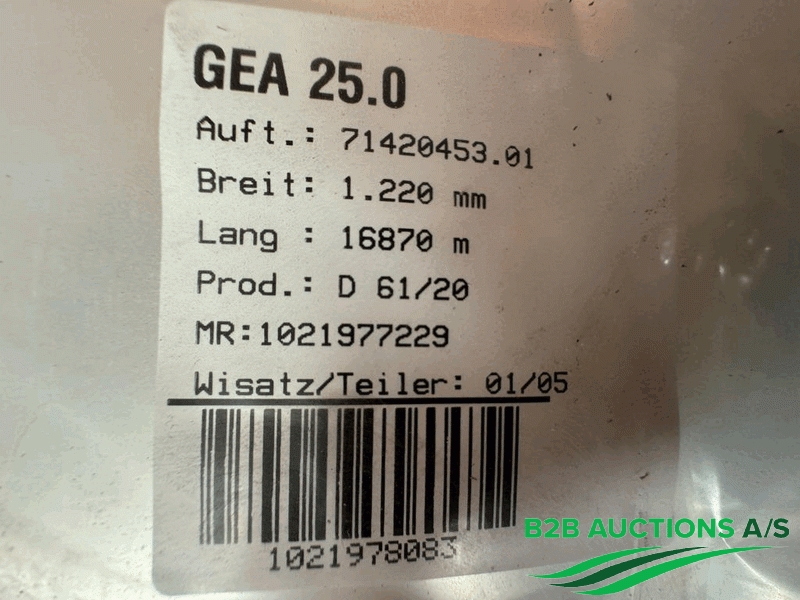 GEA 25.0
Auft.: 71420453.01
Breit: 1.220 mm
Lang : 16870 m
Prod.: D 61/20
MR:1021977229
Wisatz/Teiler: 01/05
1021978083
B2B AUCTIONS A/S